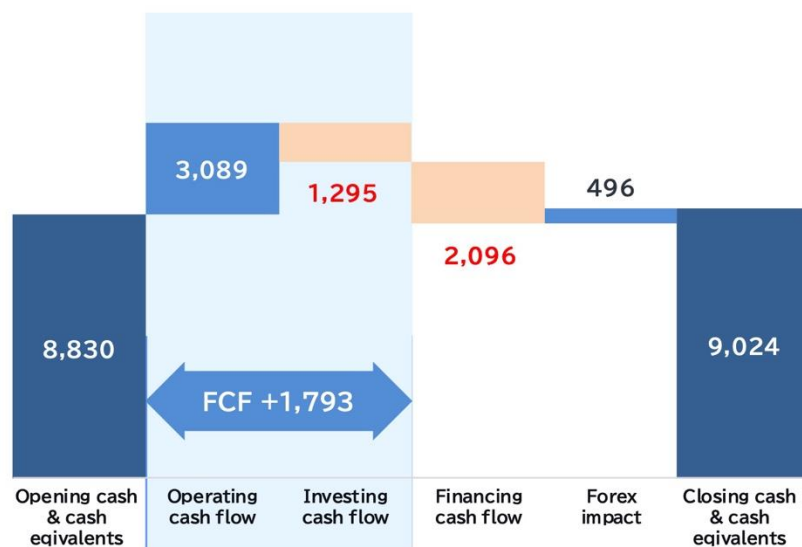 3,089
1,295
496
2,096
8,830
9,024
FCF +1,793
Opening cash
& cash
eqivalents
Operating
cash flow
Investing
cash flow
Financing
cash flow
Forex
impact
Closing cash
& cash
eqivalents